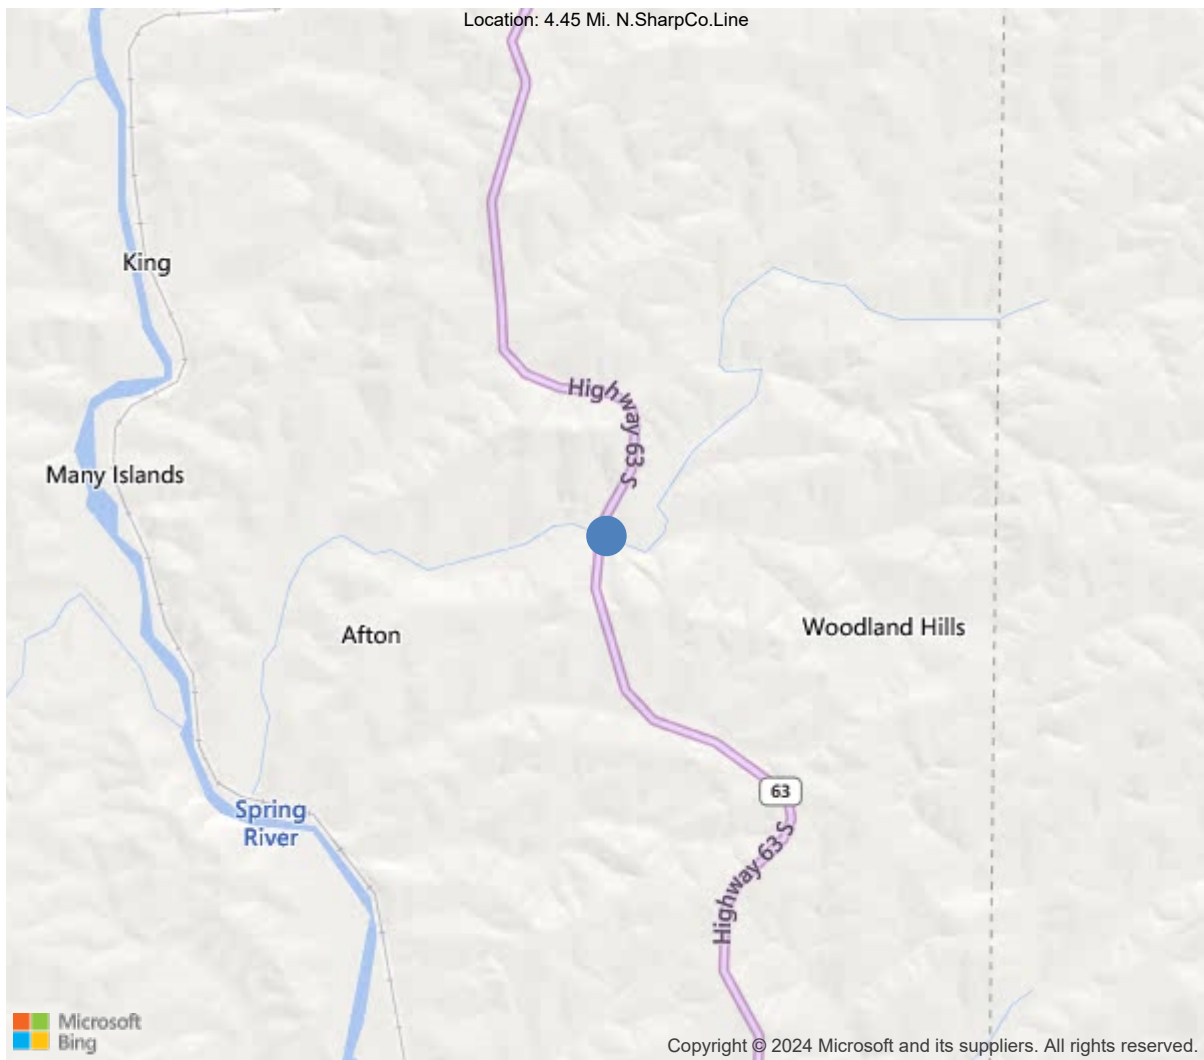 Location: 4.45 Mi. N.SharpCo.Line
King
Highway 63 S
Many Islands
Afton
Woodland Hills
63
Spring
River
Highway 63 S
Microsoft
Bing
Copyright © 2024 Microsoft and its suppliers. All rights reserved.